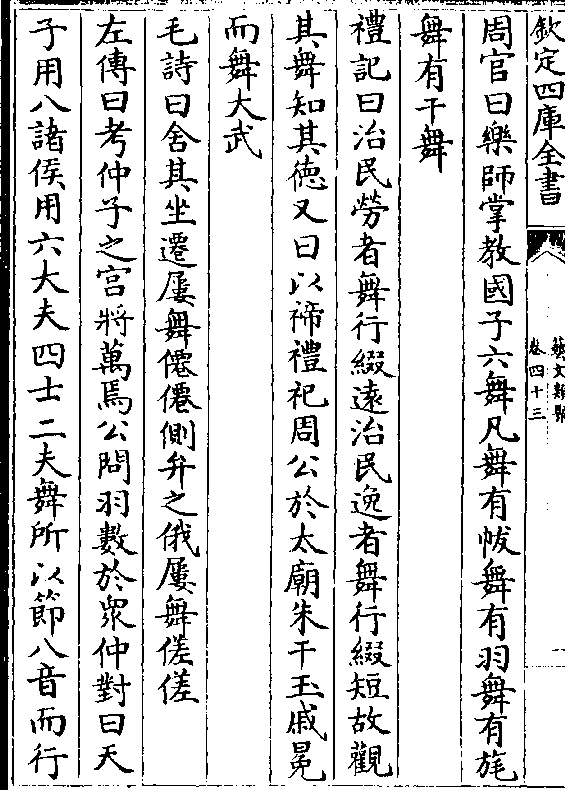 欽定四庫全書
藝文類聚
卷四十三
一
周官曰樂師掌教國子六舞凡舞有帗舞有羽舞有旄
舞有干舞
禮記曰治民勞者舞行綴遠治民逸者舞行綴短故觀
其舞知其徳又曰以禘禮祀周公於太廟朱干玉戚冕
而舞大武
毛詩曰舍其坐遷屢舞僊僊側弁之俄屢舞傞傞
左傳曰考仲子之宫將萬焉公問羽數於衆仲對曰天
子用八諸侯用六大夫四士二夫舞所以節八音而行